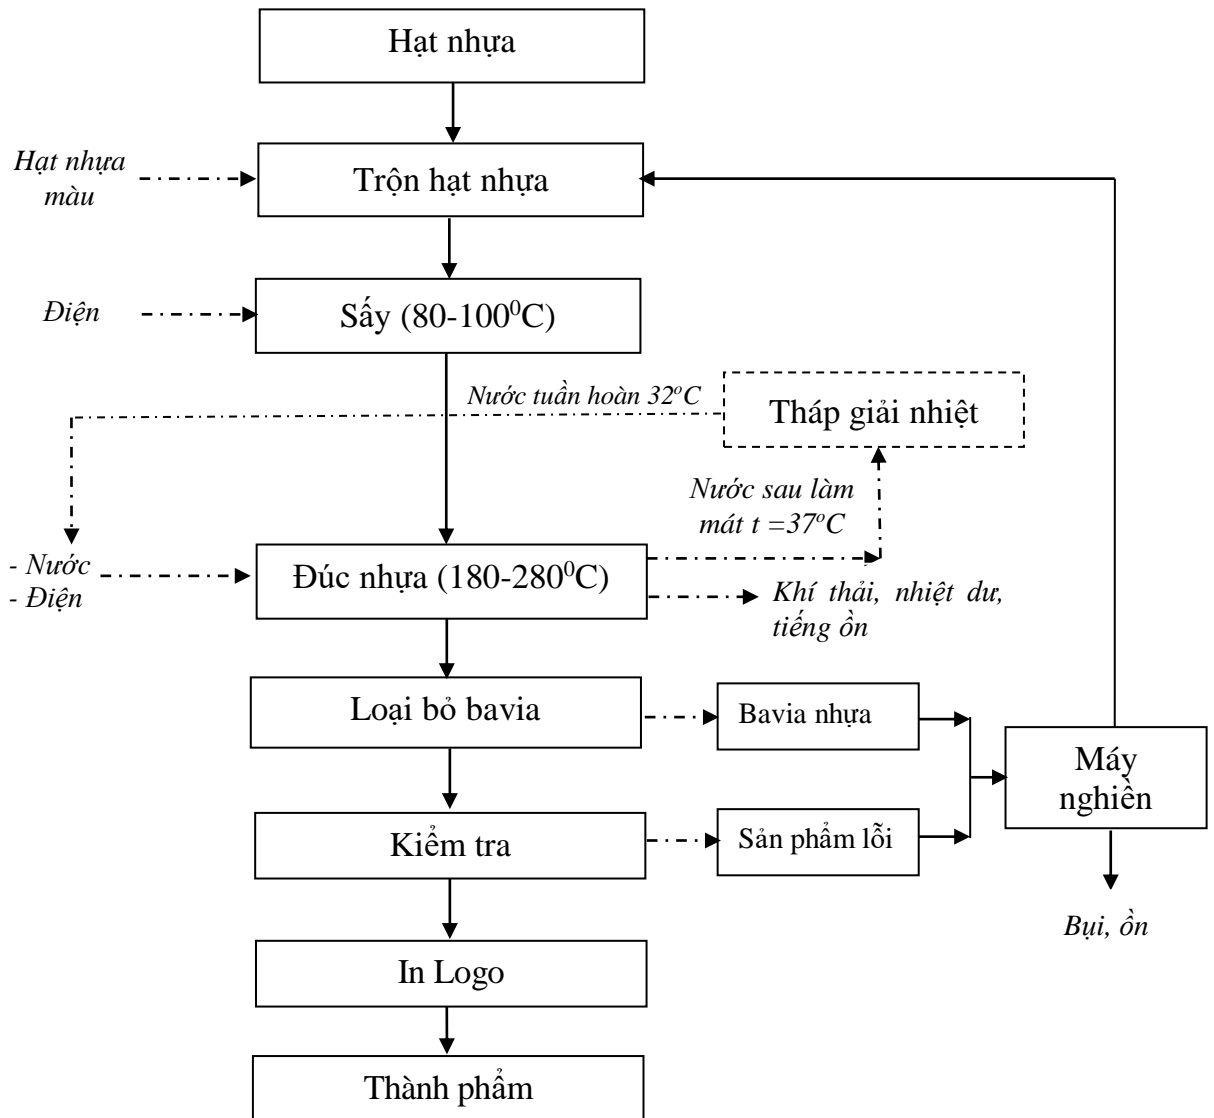 Hạt nhựa
Hạt nhựa
màu
Trộn hạt nhựa
Điện
Sấy (80-100⁰C)
Nước tuần hoàn 32ºC
Tháp giải nhiệt
Nước sau làm
mát t =37ºC
- Nước
- Điện
Đúc nhựa (180-280⁰C)
Khí thải, nhiệt dư,
tiếng ồn
Loại bỏ bavia
Bavia nhựa
Máy
nghiền
Kiểm tra
Sản phẩm lỗi
Bụi, ồn
In Logo
Thành phẩm